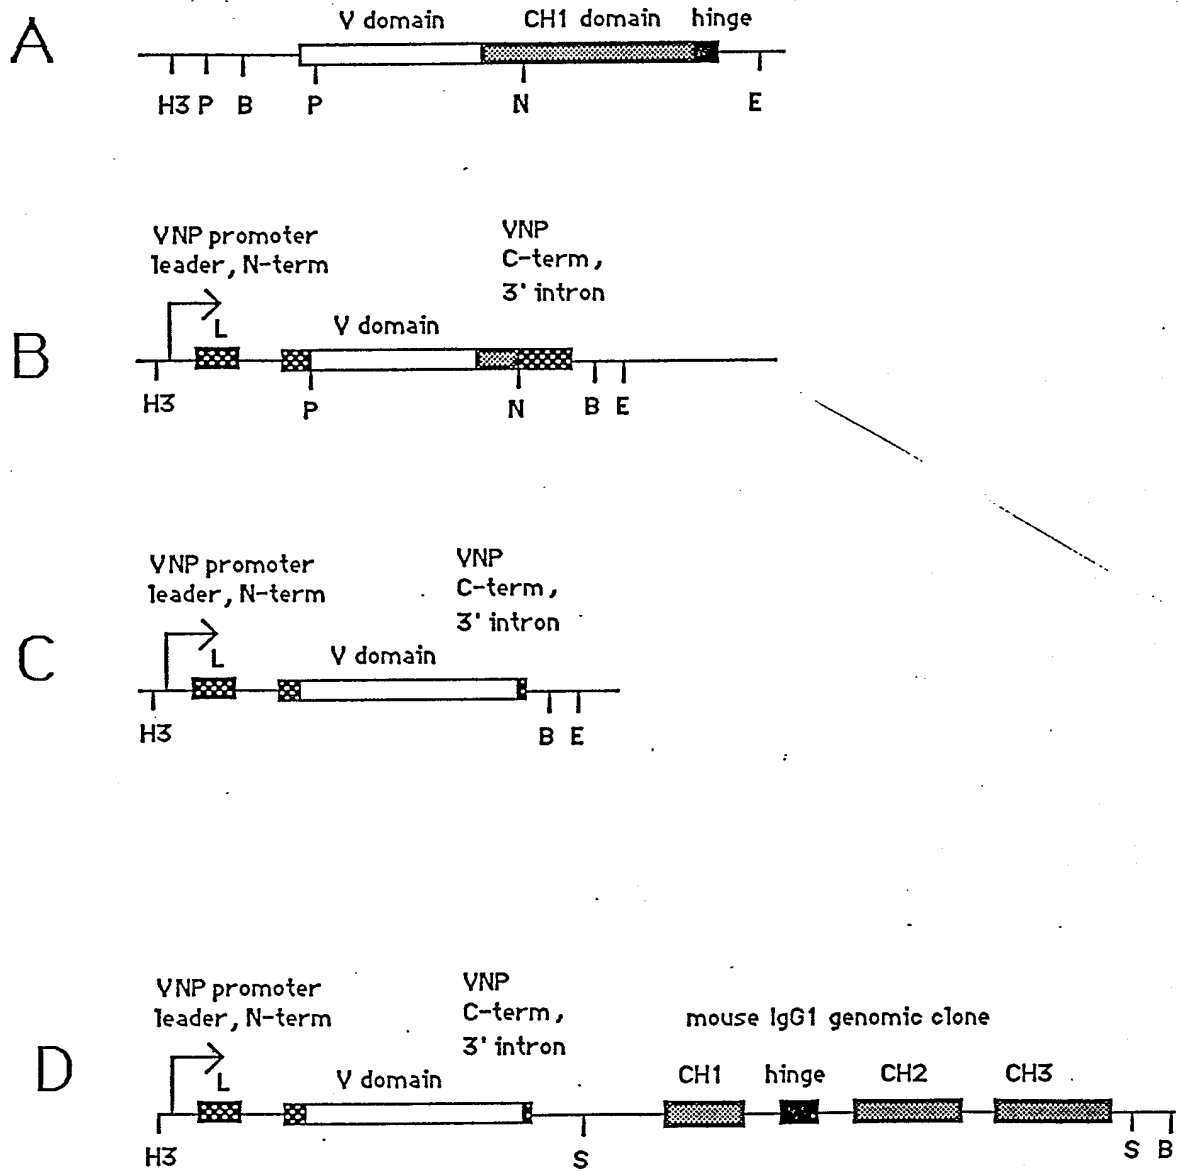 A
V domain CH1 domain hinge
H3 P B P N E
VNP promoter
leader, N-term
VNP
C-term,
3' intron
B
L
V domain
H3 P N B E
VNP promoter
leader, N-term
VNP
C-term,
3' intron
C
L
V domain
H3 B E
VNP promoter
leader, N-term
VNP
C-term,
3' intron
mouse IgG1 genomic clone
D
L
V domain
CH1 hinge CH2 CH3
H3 S S B